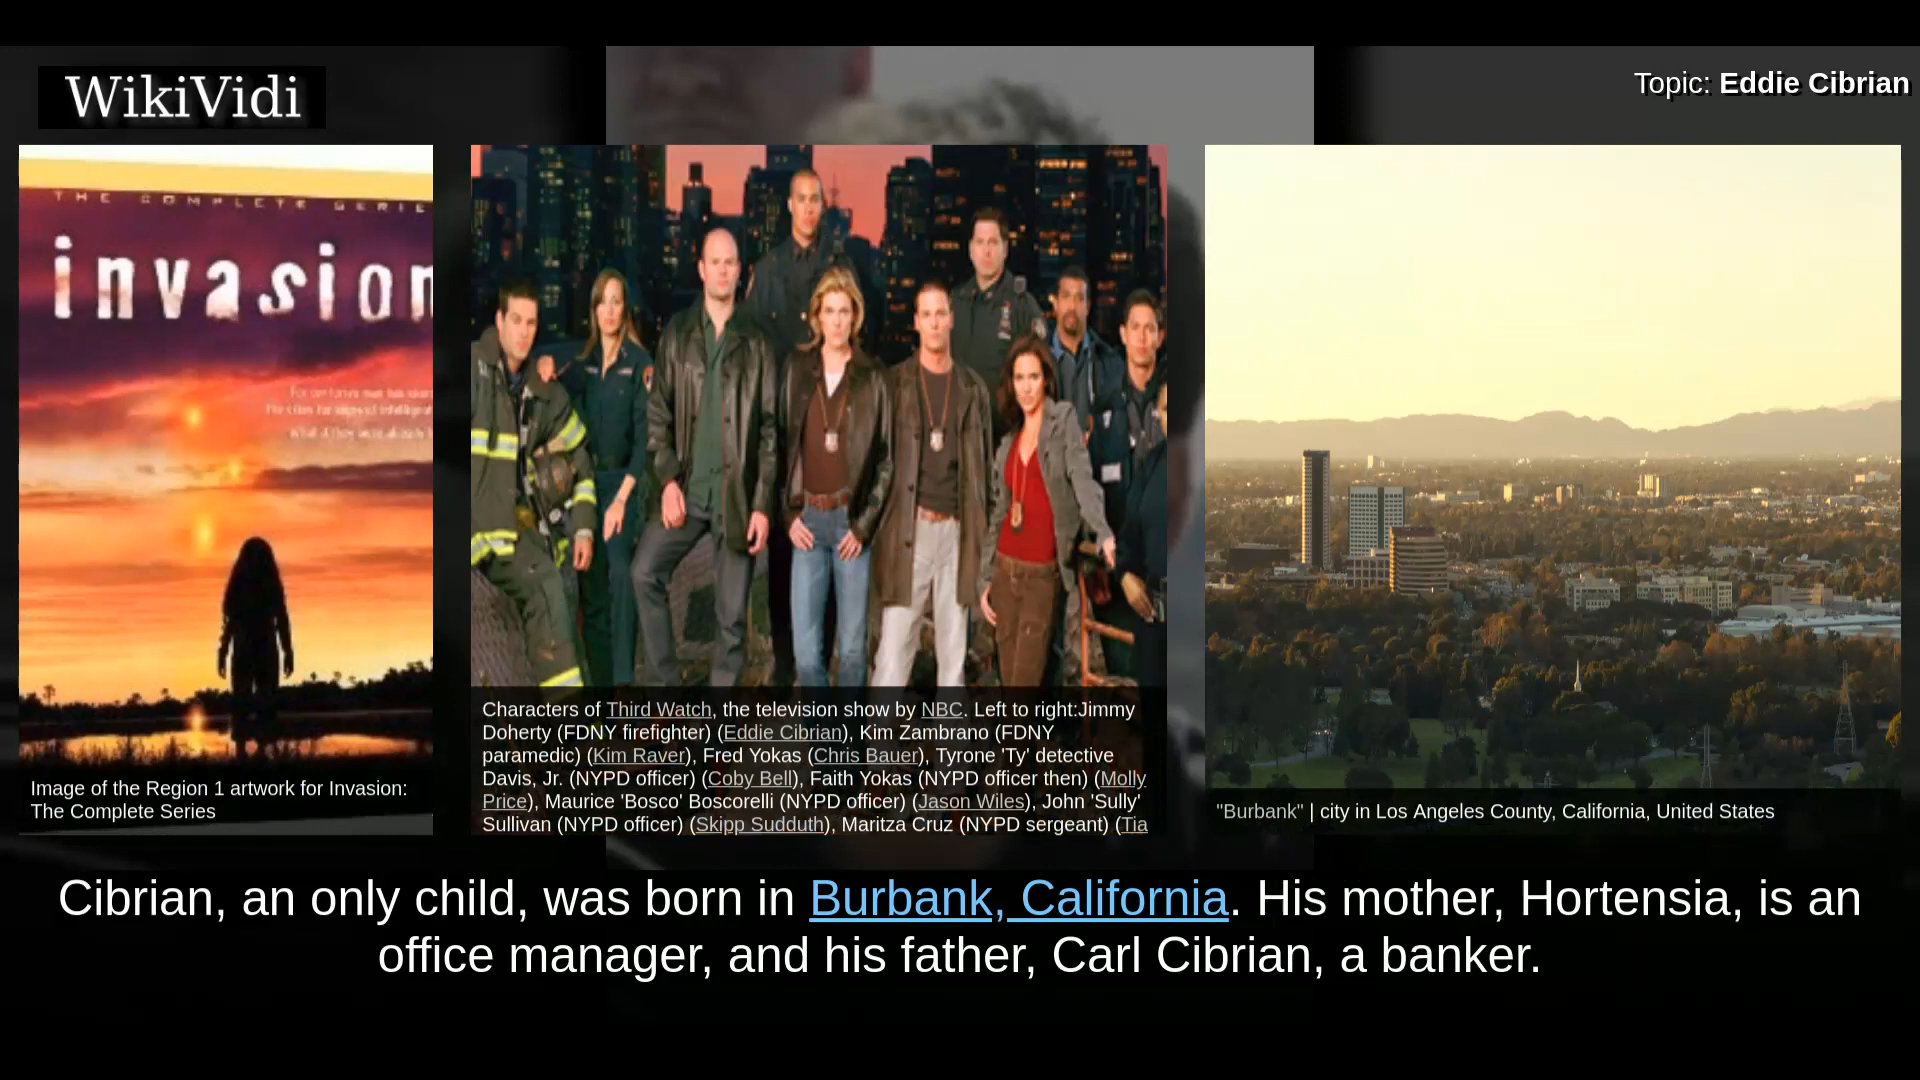 WikiVidi
Topic: Eddie Cibrian
THE COMPLETE SERIE
invasion
Image of the Region 1 artwork for Invasion:
The Complete Series
Characters of Third Watch, the television show by NBC. Left to right:Jimmy
Doherty (FDNY firefighter) (Eddie Cibrian), Kim Zambrano (FDNY
paramedic) (Kim Raver), Fred Yokas (Chris Bauer), Tyrone 'Ty' detective
Davis, Jr. (NYPD officer) (Coby Bell), Faith Yokas (NYPD officer then) (Molly
Price), Maurice 'Bosco' Boscorelli (NYPD officer) (Jason Wiles), John 'Sully'
Sullivan (NYPD officer) (Skipp Sudduth), Maritza Cruz (NYPD sergeant) (Tia
"Burbank" | city in Los Angeles County, California, United States
Cibrian, an only child, was born in Burbank, California. His mother, Hortensia, is an
office manager, and his father, Carl Cibrian, a banker.